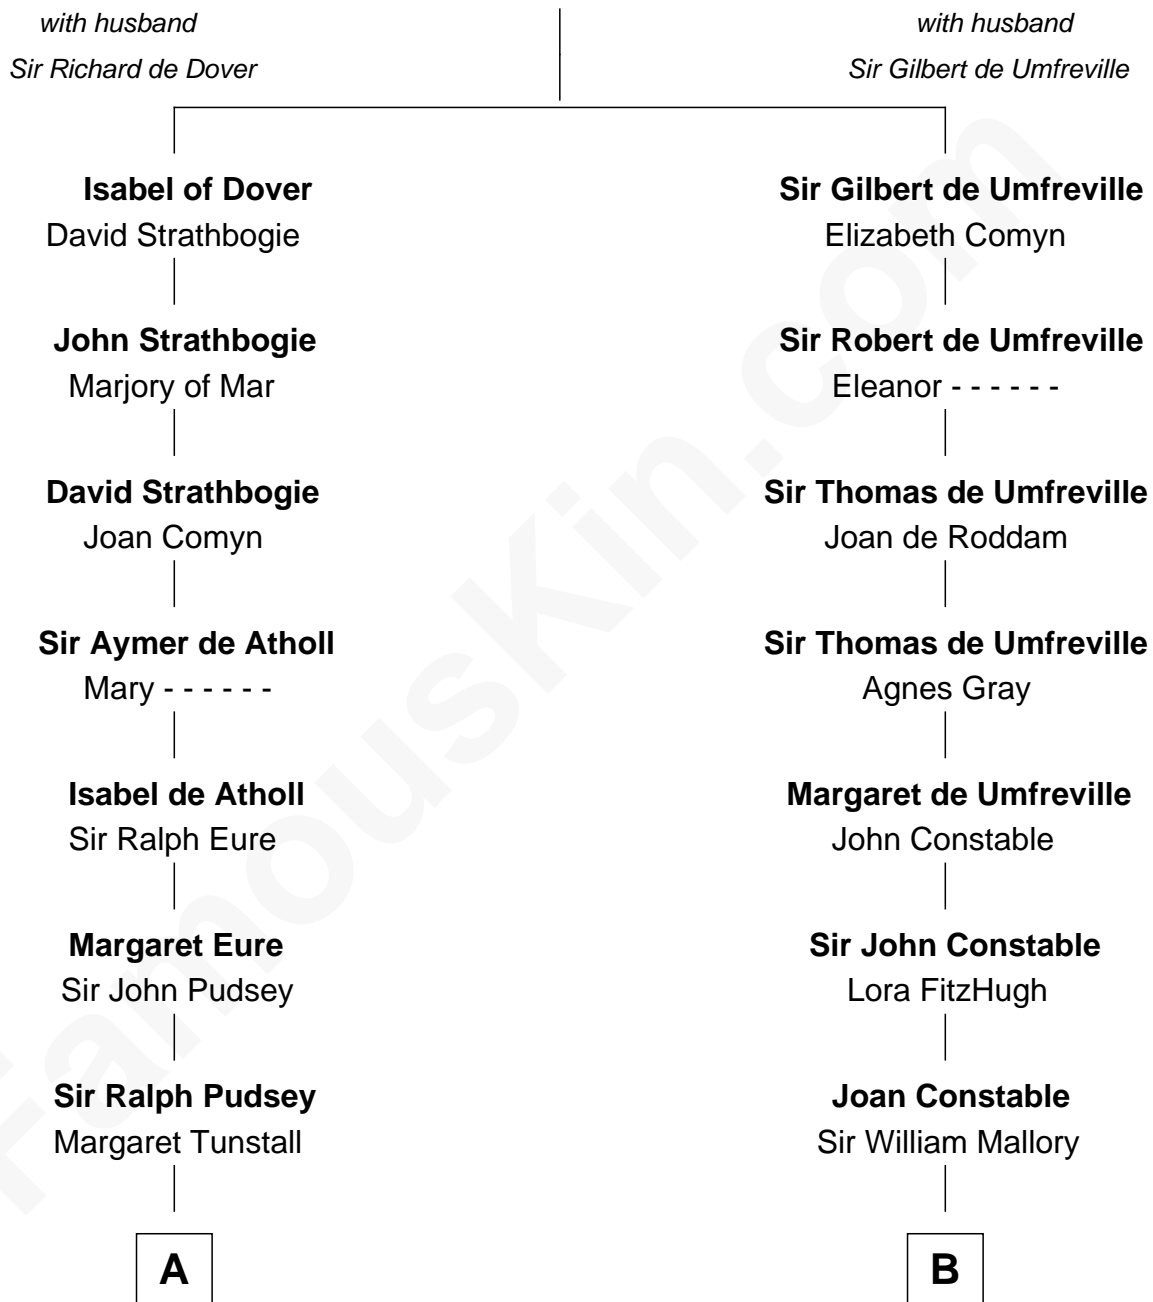 with husband
Sir Richard de Dover
with husband
Sir Gilbert de Umfreville
Isabel of Dover
David Strathbogie
Sir Gilbert de Umfreville
Elizabeth Comyn
John Strathbogie
Marjory of Mar
Sir Robert de Umfreville
Eleanor - - - - - -
David Strathbogie
Joan Comyn
Sir Thomas de Umfreville
Joan de Roddam
Sir Aymer de Atholl
Mary - - - - - -
Sir Thomas de Umfreville
Agnes Gray
Isabel de Atholl
Sir Ralph Eure
Margaret de Umfreville
John Constable
Margaret Eure
Sir John Pudsey
Sir John Constable
Lora FitzHugh
Sir Ralph Pudsey
Margaret Tunstall
Joan Constable
Sir William Mallory
A
B
FamousKin.com